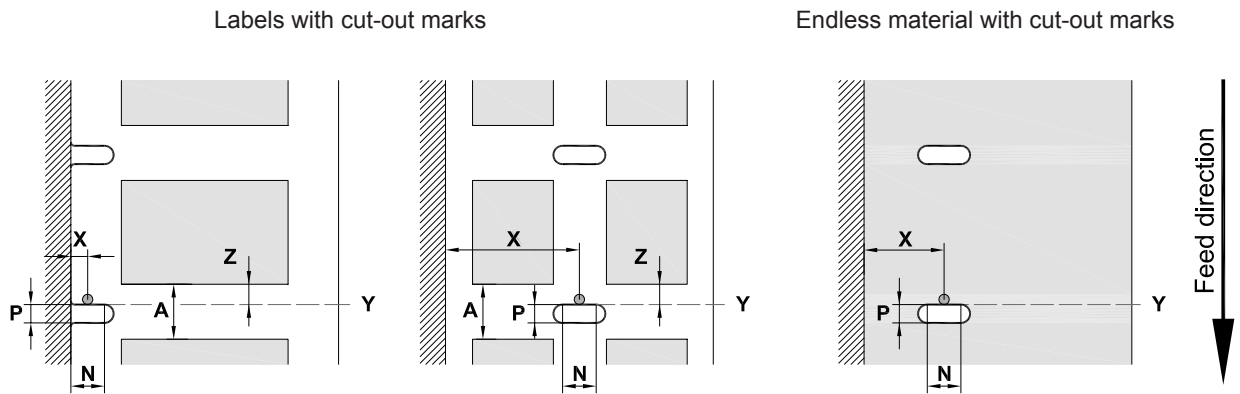 Labels with cut-out marks
Endless material with cut-out marks
X
Z
P
A
Y
N
X
Z
A
P
Y
N
X
P
Y
N
Feed direction